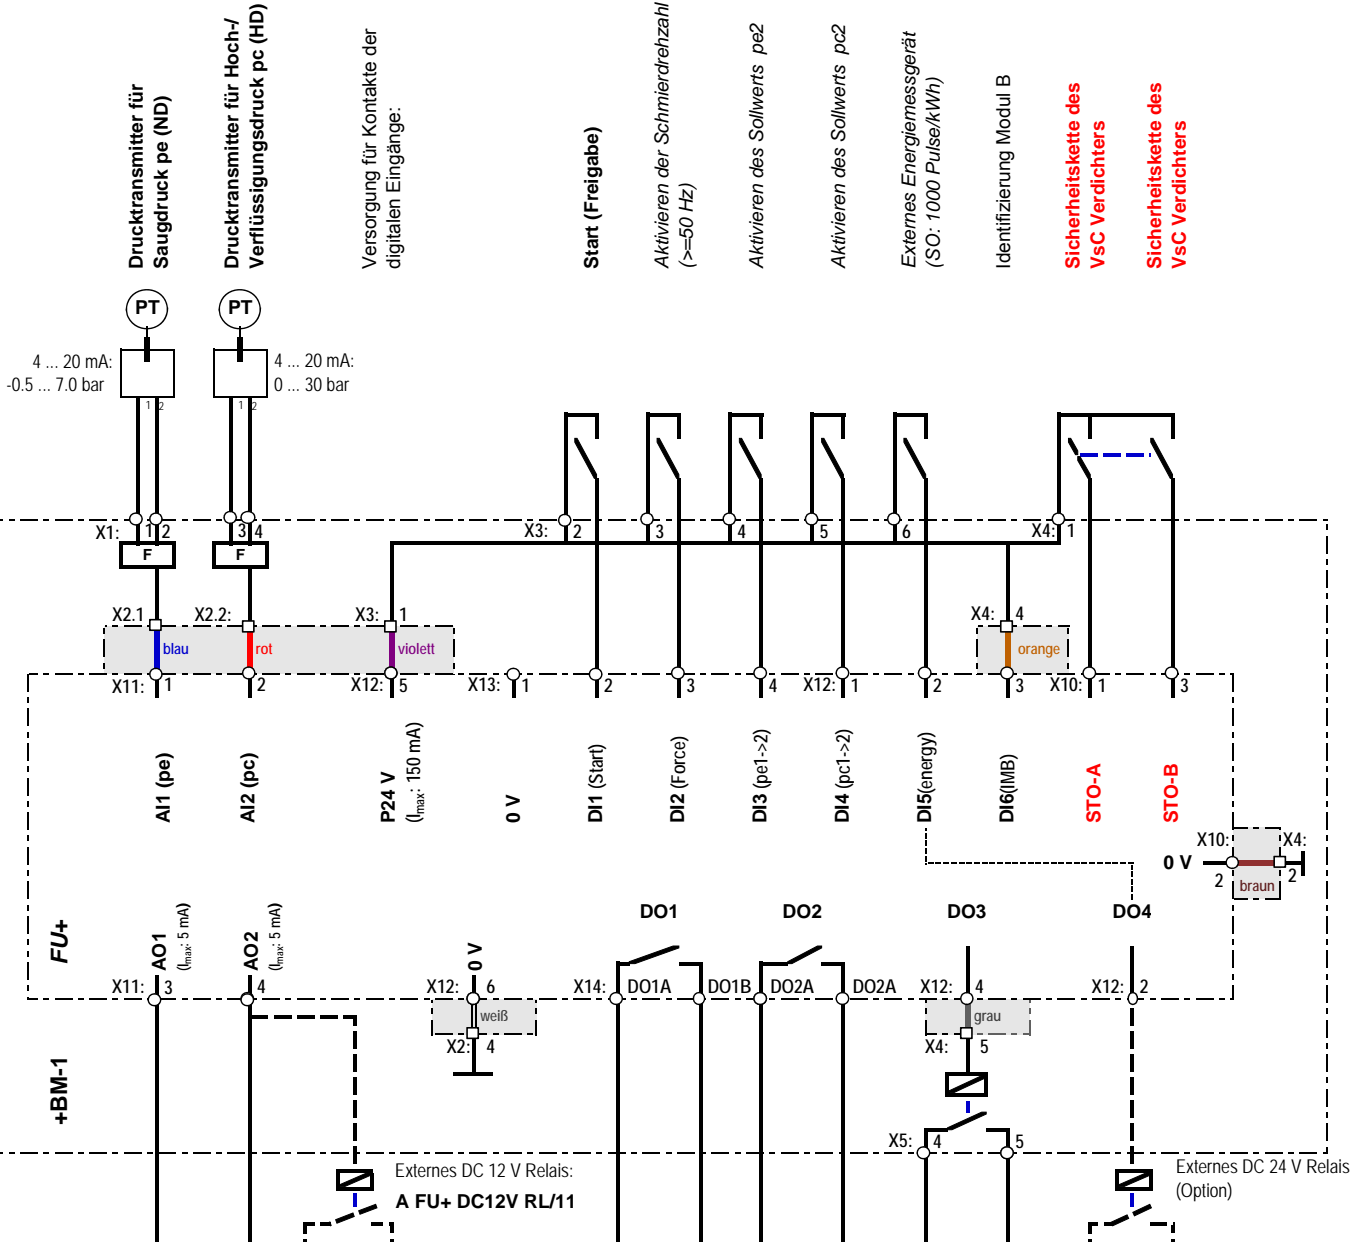 Drucktransmitter für
Saugdruck pe (ND)
Drucktransmitter für Hoch-/
Verflüssigungsdruck pc (HD)
Versorgung für Kontakte der
digitalen Eingänge:
Start (Freigabe)
Aktivieren der Schmierdrehzahl
(>=50 Hz)
Aktivieren des Sollwerts pe2
Aktivieren des Sollwerts pc2
Externes Energiemessgerät
(SO: 1000 Pulse/kWh)
Identifizierung Modul B
Sicherheitskette des
VsC Verdichters
Sicherheitskette des
VsC Verdichters
PT
PT
4 ... 20 mA:
-0.5 ... 7.0 bar
4 ... 20 mA:
0 ... 30 bar
1 2
1 2
X1: 1 2
3 4
X3: 2
3
4
5
6
X4: 1
F
F
X2.1
X2.2:
X3: 1
X4: 4
blau
rot
violett
orange
X11: 1
2
X12: 5
X13: 1
2
3
4
X12: 1
2
3
X10: 1
3
AI1 (pe)
AI2 (pc)
P24 V
(Imax: 150 mA)
0 V
DI1 (Start)
DI2 (Force)
DI3 (pe1->2)
DI4 (pc1->2)
DI5(energy)
DI6(IMB)
STO-A
STO-B
X10:
X4:
0 V
2
2
braun
FU+
AO1
(Imax: 5 mA)
AO2
(Imax: 5 mA)
0 V
DO1
DO2
DO3
DO4
X11: 3
4
X12: 6
X14: DO1A
DO1B
DO2A
DO2A
X12: 4
X12: 2
weiß
grau
X2: 4
X4: 5
+BM-1
X5: 4
5
Externes DC 12 V Relais:
A FU+ DC12V RL/11
Externes DC 24 V Relais
(Option)